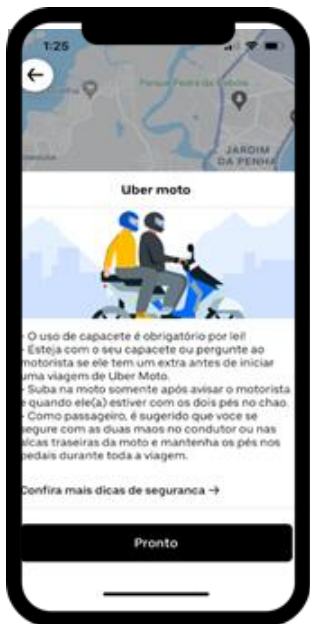 1:25
Parque Pedra da Cebola
JARDIM
DA PENHA
Uber moto
- O uso de capacete é obrigatório por lei!
- Esteja com o seu capacete ou pergunte ao
motorista se ele tem um extra antes de iniciar
uma viagem de Uber Moto.
- Suba na moto somente após avisar o motorista
e quando ele(a) estiver com os dois pés no chao.
- Como passageiro, é sugerido que voce se
segure com as duas maos no condutor ou nas
alcas traseiras da moto e mantenha os pés nos
pedais durante toda a viagem.
Confira mais dicas de seguranca →
Pronto